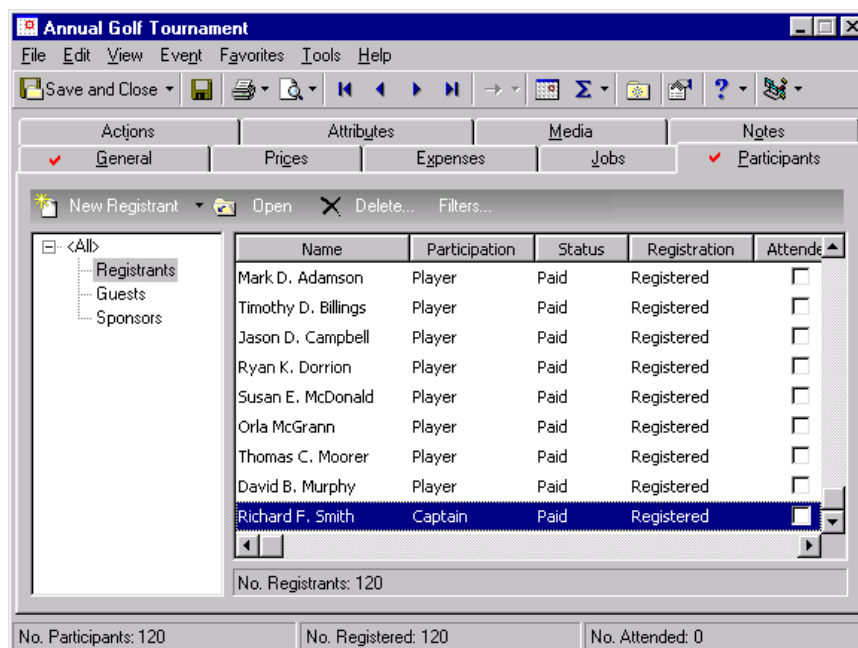 Annual Golf Tournament
File Edit View Event Favorites Tools Help
Save and Close Σ ?
Actions Attributes Media Notes
General Prices Expenses Jobs Participants
New Registrant Open Delete... Filters...
<All>
Registrants
Guests
Sponsors
Name Participation Status Registration Attende
Mark D. Adamson Player Paid Registered
Timothy D. Billings Player Paid Registered
Jason D. Campbell Player Paid Registered
Ryan K. Dorrion Player Paid Registered
Susan E. McDonald Player Paid Registered
Orla McGrann Player Paid Registered
Thomas C. Moorer Player Paid Registered
David B. Murphy Player Paid Registered
Richard F. Smith Captain Paid Registered
No. Registrants: 120
No. Participants: 120 No. Registered: 120 No. Attended: 0